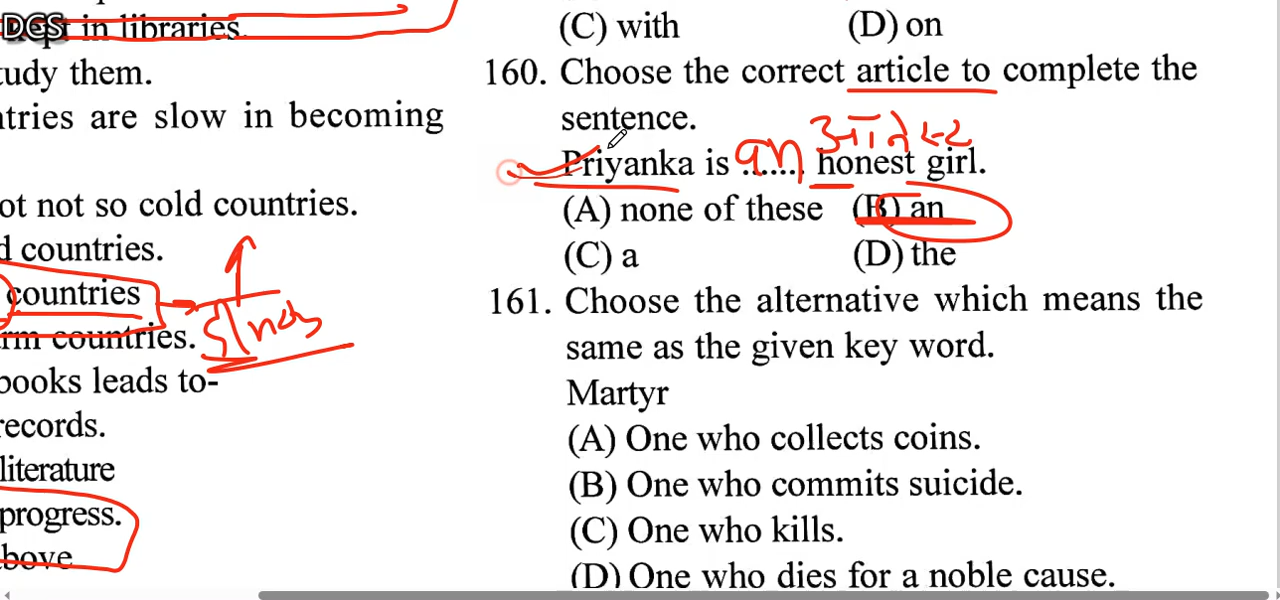 DGS
kept in libraries.
tudy them.
ntries are slow in becoming
ot not so cold countries.
d countries.
countries
rm countries.
books leads to-
records.
literature
progress.
bove
(C) with (D) on
160. Choose the correct article to complete the
sentence.
Priyanka is ...... honest girl.
an
(A) none of these (B) an
(C) a (D) the
161. Choose the alternative which means the
same as the given key word.
Martyr
(A) One who collects coins.
(B) One who commits suicide.
(C) One who kills.
(D) One who dies for a noble cause.